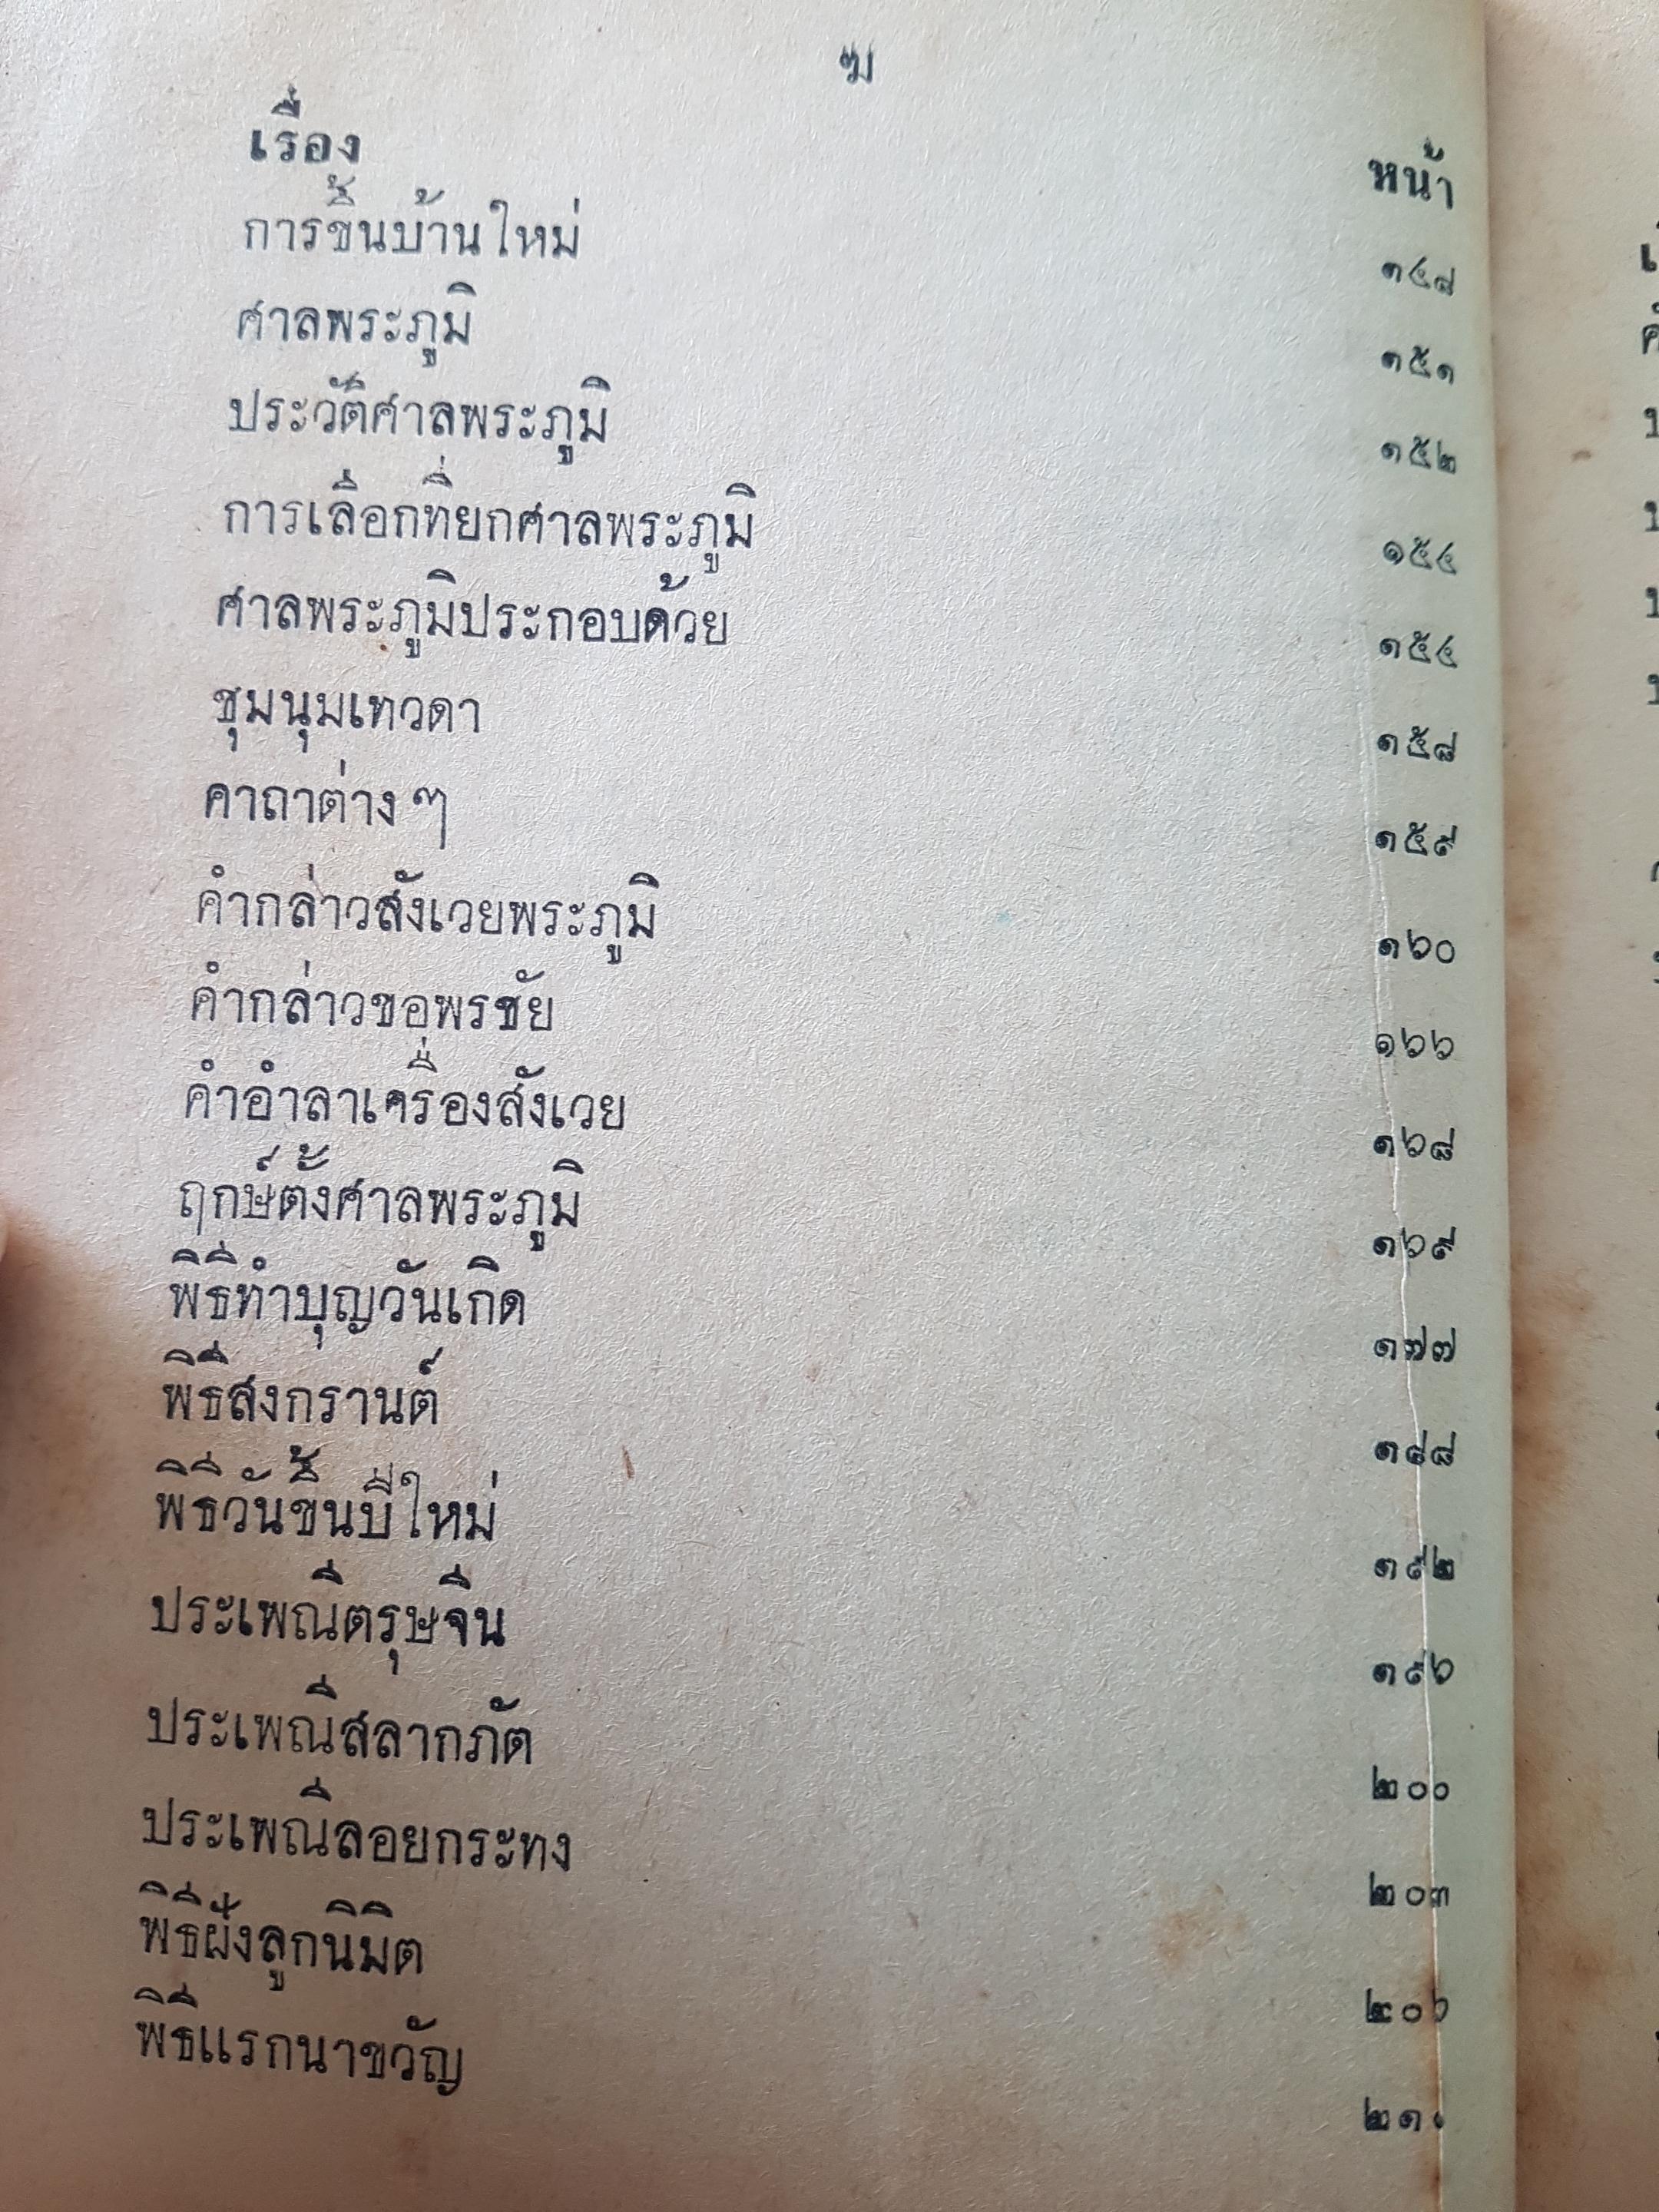 ฆ
เรื่อง หน้า
การขึ้นบ้านใหม่ ๑๔๘
ศาลพระภูมิ ๑๕๑
ประวัติศาลพระภูมิ ๑๕๒
การเลือกที่ยกศาลพระภูมิ ๑๕๔
ศาลพระภูมิประกอบด้วย ๑๕๔
ชุมนุมเทวดา ๑๕๘
คาถาต่าง ๆ ๑๕๙
คำกล่าวสังเวยพระภูมิ ๑๖๐
คำกล่าวขอพรชัย ๑๖๖
คำอำลาเครื่องสังเวย ๑๖๘
ฤกษ์ตั้งศาลพระภูมิ ๑๖๙
พิธีทำบุญวันเกิด ๑๗๗
พิธีสงกรานต์ ๑๘๘
พิธีวันขึ้นปีใหม่ ๑๙๒
ประเพณีตรุษจีน ๑๙๖
ประเพณีสลากภัต ๒๐๐
ประเพณีลอยกระทง ๒๐๓
พิธีฝังลูกนิมิต ๒๐๖
พิธีแรกนาขวัญ